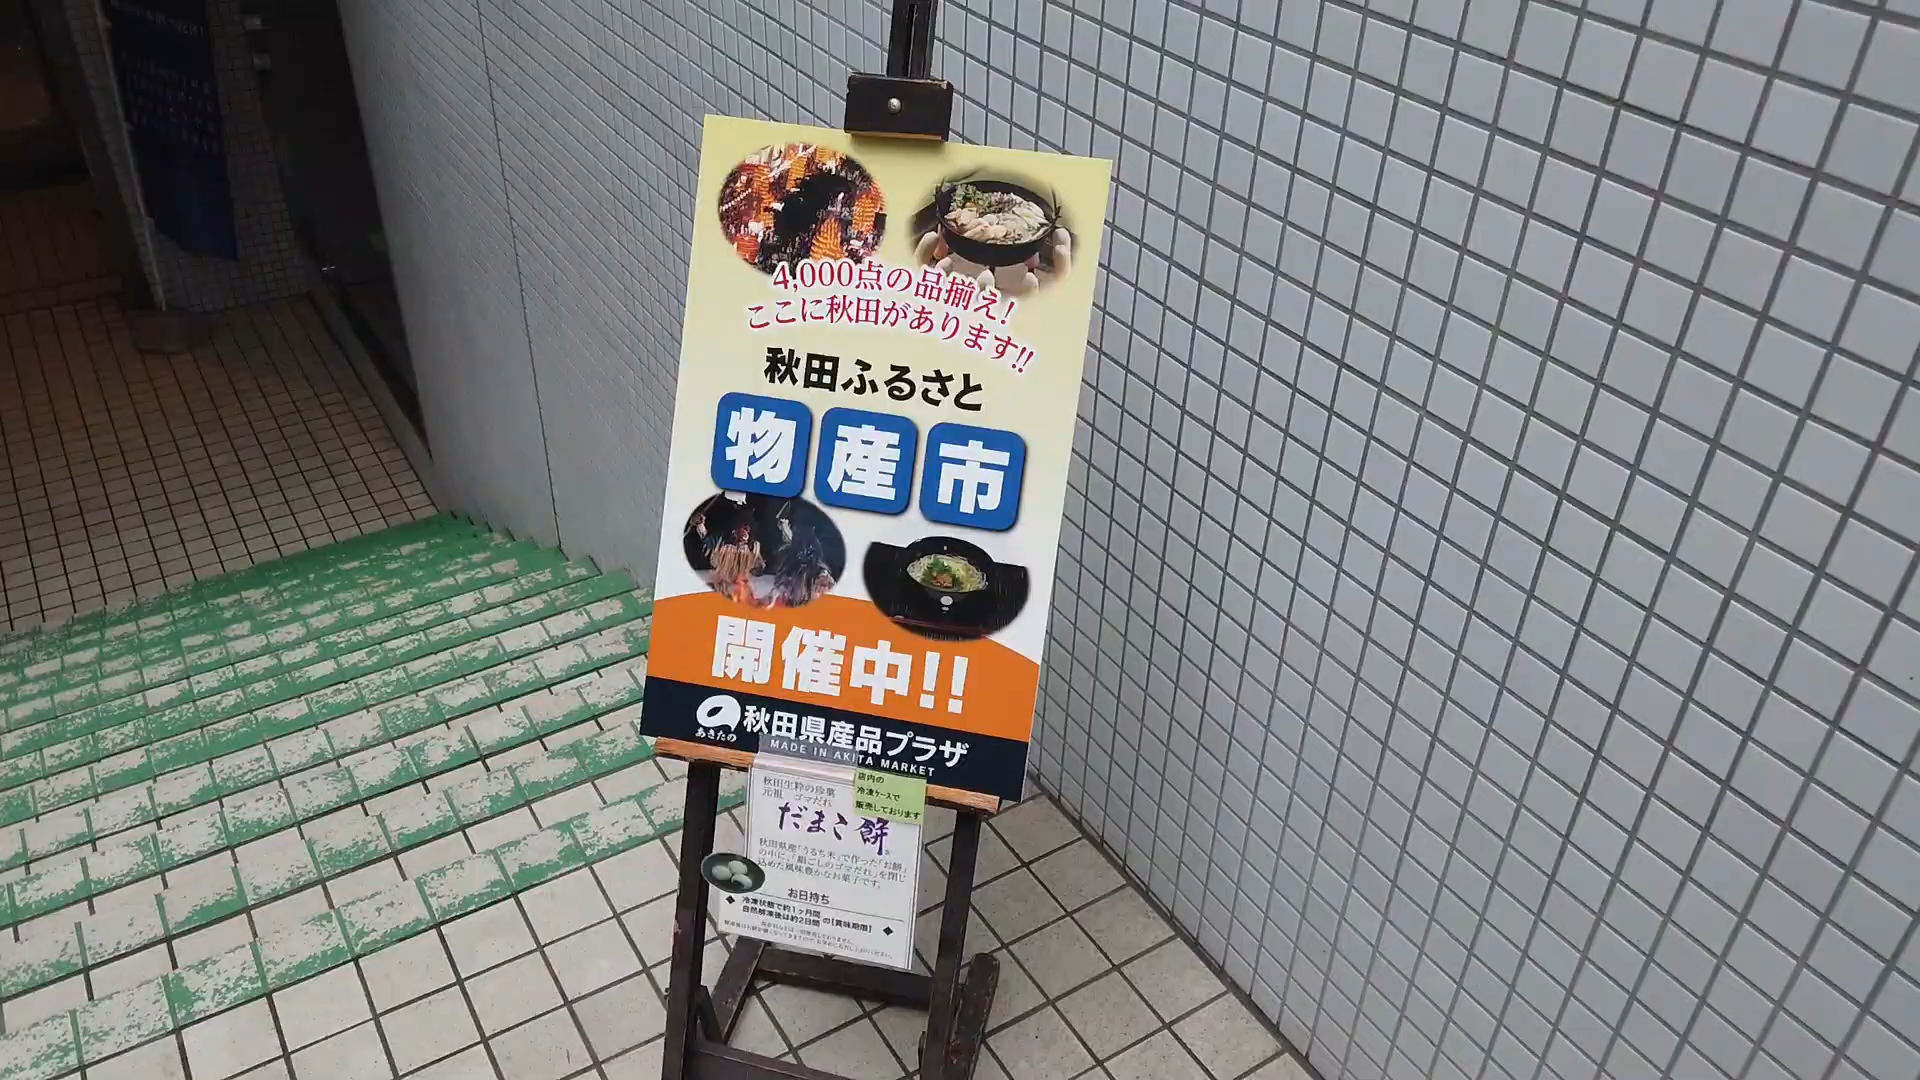 4,000点の品揃え!
ここに秋田があります!!
秋田ふるさと
物産市
開催中!!
あきたの
秋田県産品プラザ
MADE IN AKITA MARKET
店内の
冷凍ケースで
販売しております
秋田生粋の珍菓
元祖 ゴマだれ
だまこ餅
秋田県産「うるち米」で作った「お餅」
の中に、「絹ごしのゴマだれ」を閉じ
込めた風味豊かなお菓子です。
お日持ち
冷凍状態で約1ヶ月間
自然解凍後は約2日間 の【賞味期限】